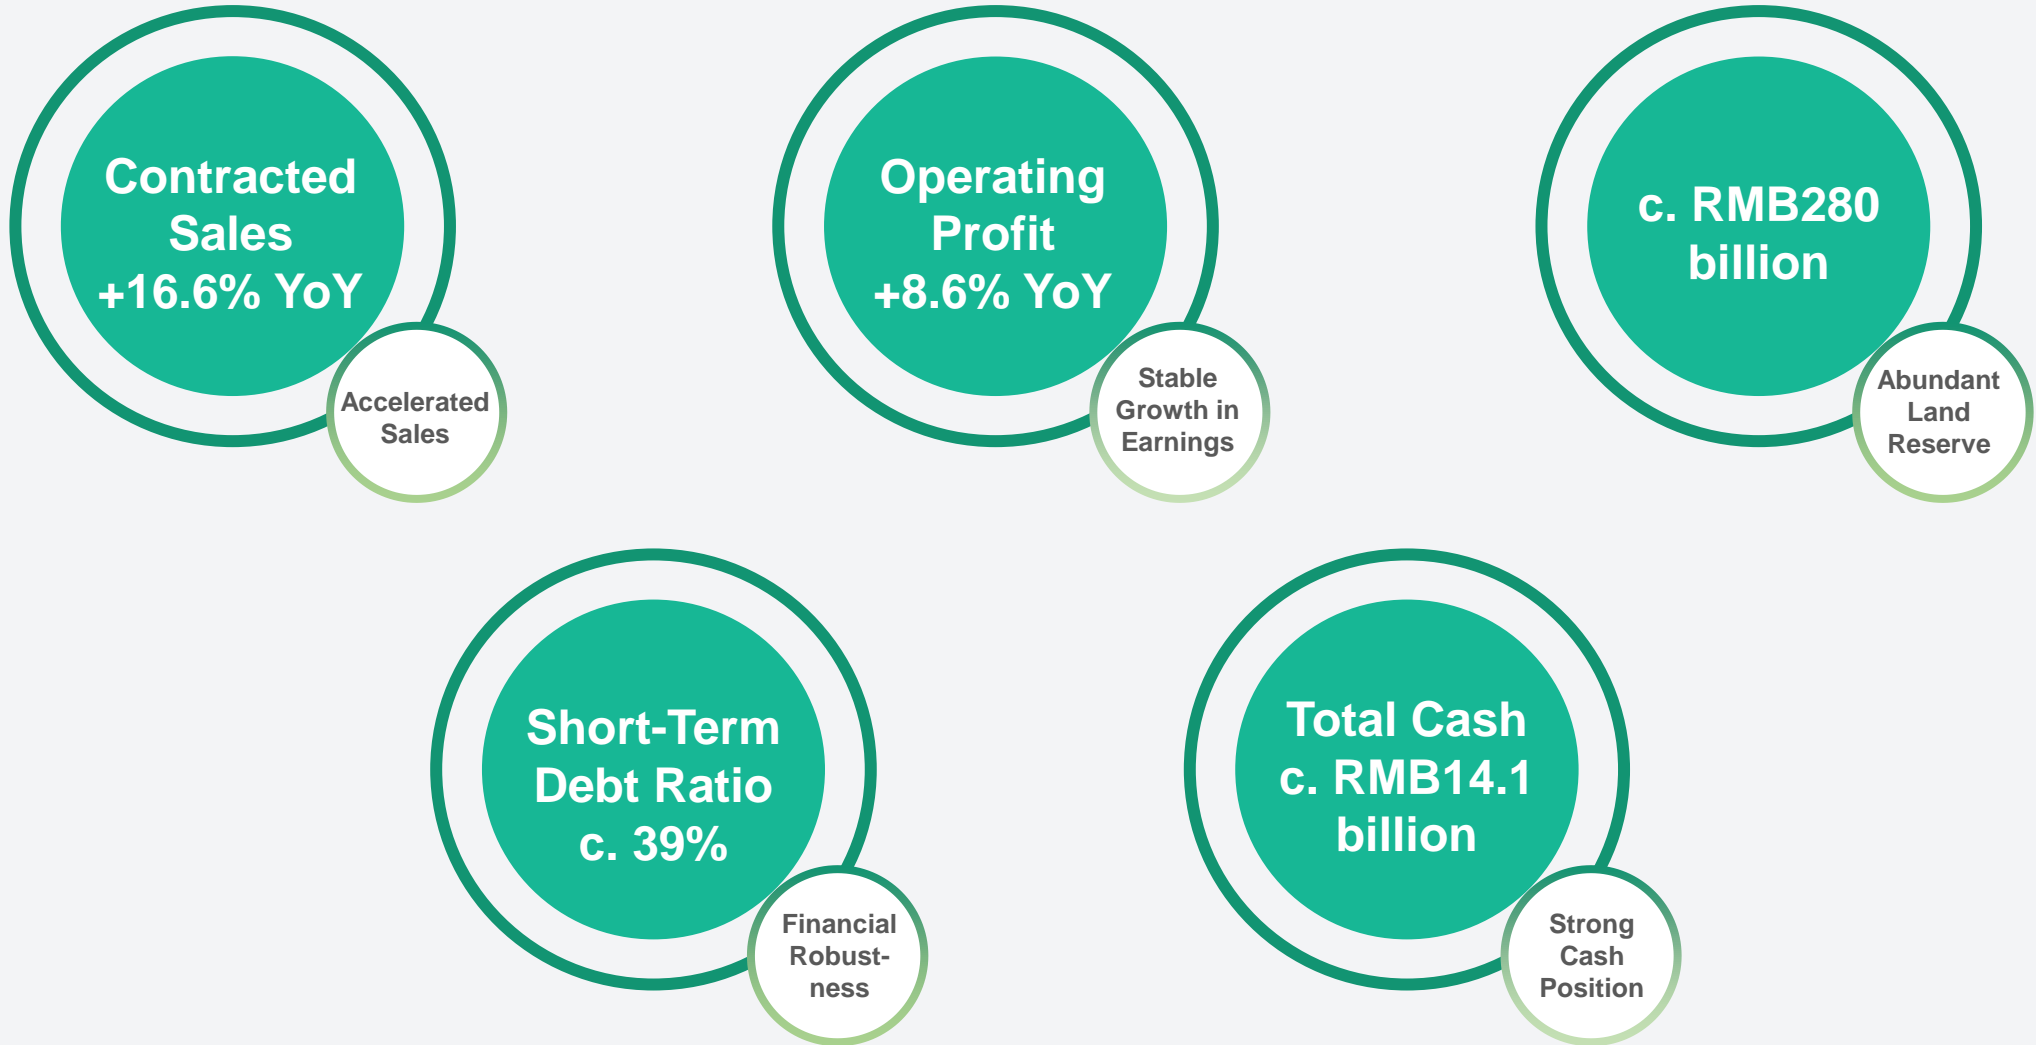 Contracted
Sales
+16.6% YoY
Accelerated
Sales
Operating
Profit
+8.6% YoY
Stable
Growth in
Earnings
c. RMB280
billion
Abundant
Land
Reserve
Short-Term
Debt Ratio
c. 39%
Financial
Robust-
ness
Total Cash
c. RMB14.1
billion
Strong
Cash
Position